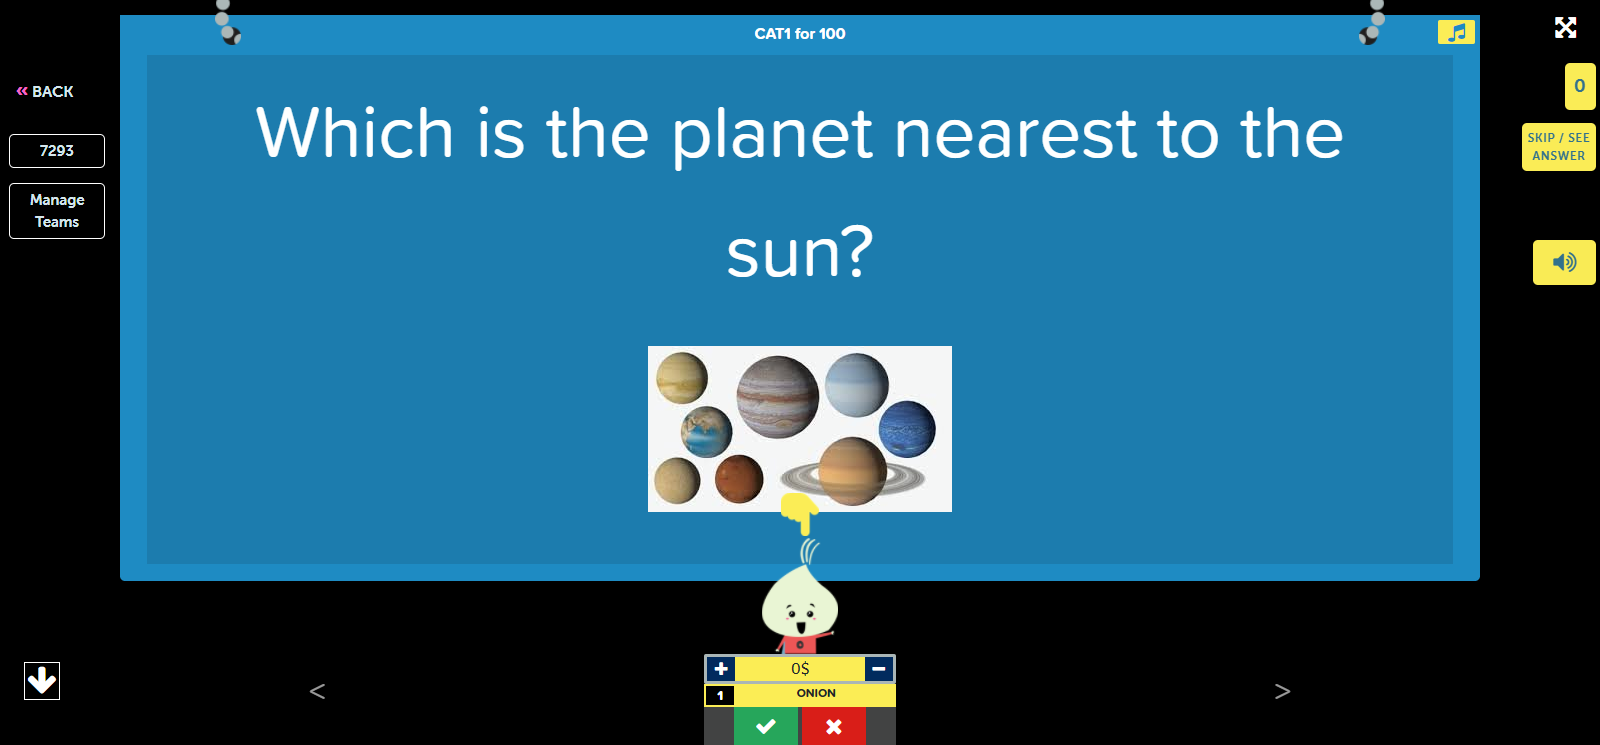 CAT1 for 100
« BACK
0
Which is the planet nearest to the
sun?
7293
SKIP / SEE
ANSWER
Manage
Teams
0$
1 ONION
< >